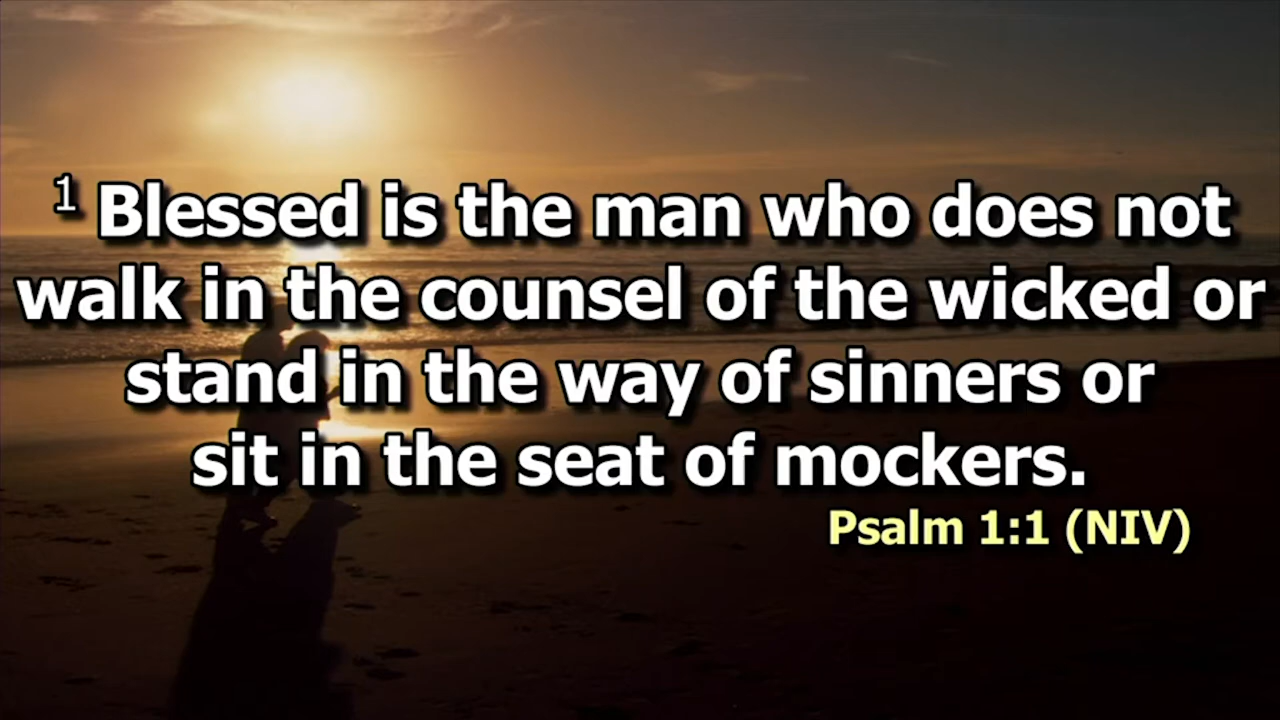 1 Blessed is the man who does not
walk in the counsel of the wicked or
stand in the way of sinners or
sit in the seat of mockers.
Psalm 1:1 (NIV)